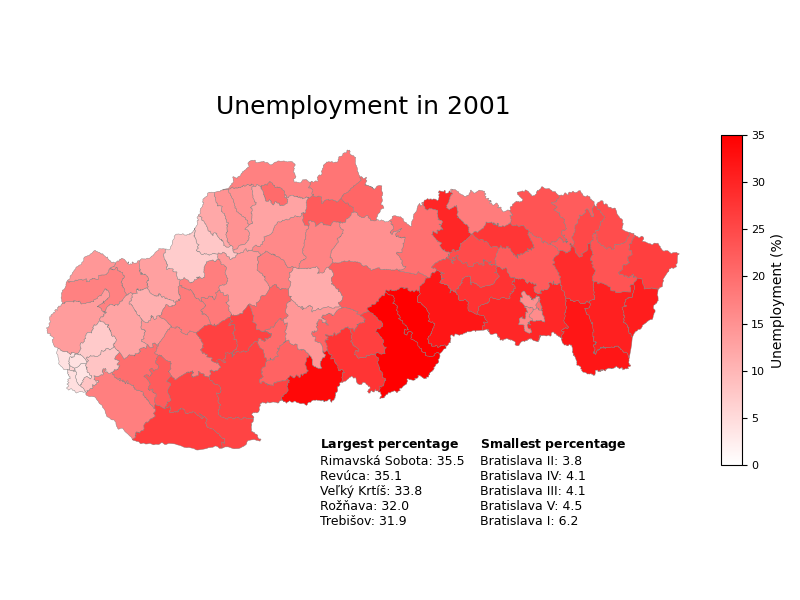 Unemployment in 2001
35
30
25
20
15
10
5
0
Unemployment (%)
Largest percentage
Rimavská Sobota: 35.5
Revúca: 35.1
Veľký Krtíš: 33.8
Rožňava: 32.0
Trebišov: 31.9
Smallest percentage
Bratislava II: 3.8
Bratislava IV: 4.1
Bratislava III: 4.1
Bratislava V: 4.5
Bratislava I: 6.2